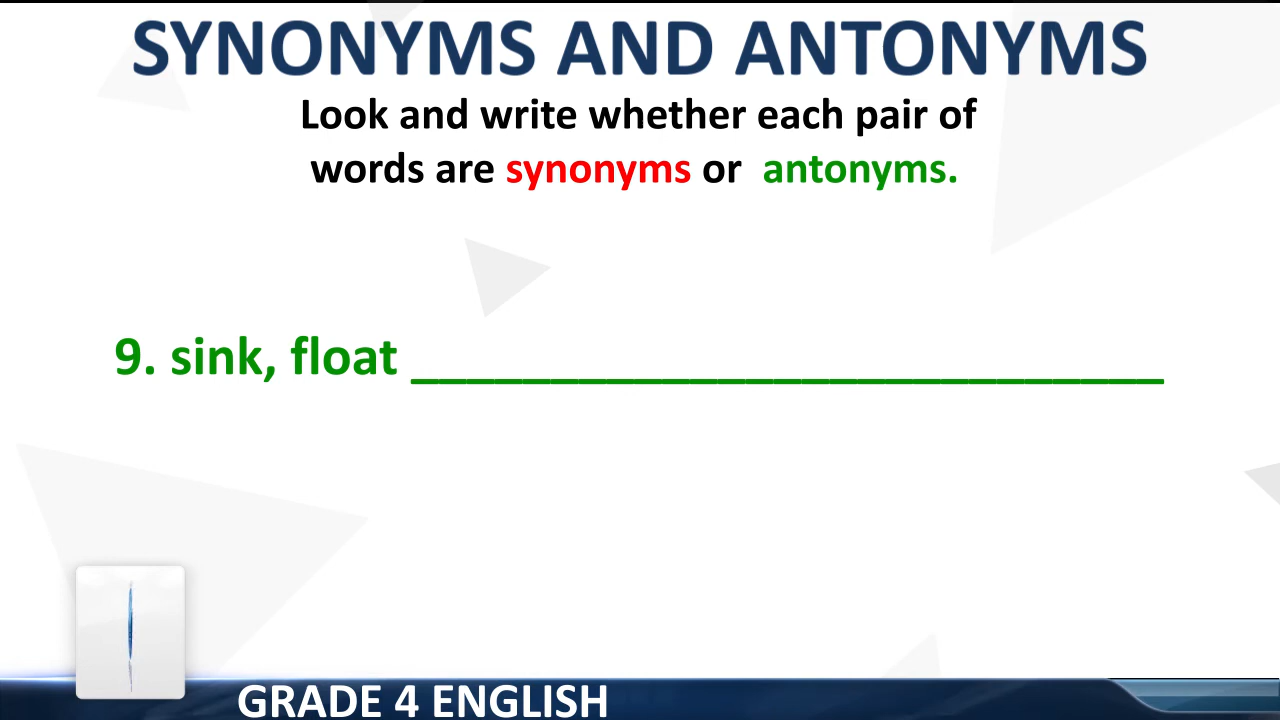 SYNONYMS AND ANTONYMS
Look and write whether each pair of
words are synonyms or antonyms.
9. sink, float ___________________________
GRADE 4 ENGLISH